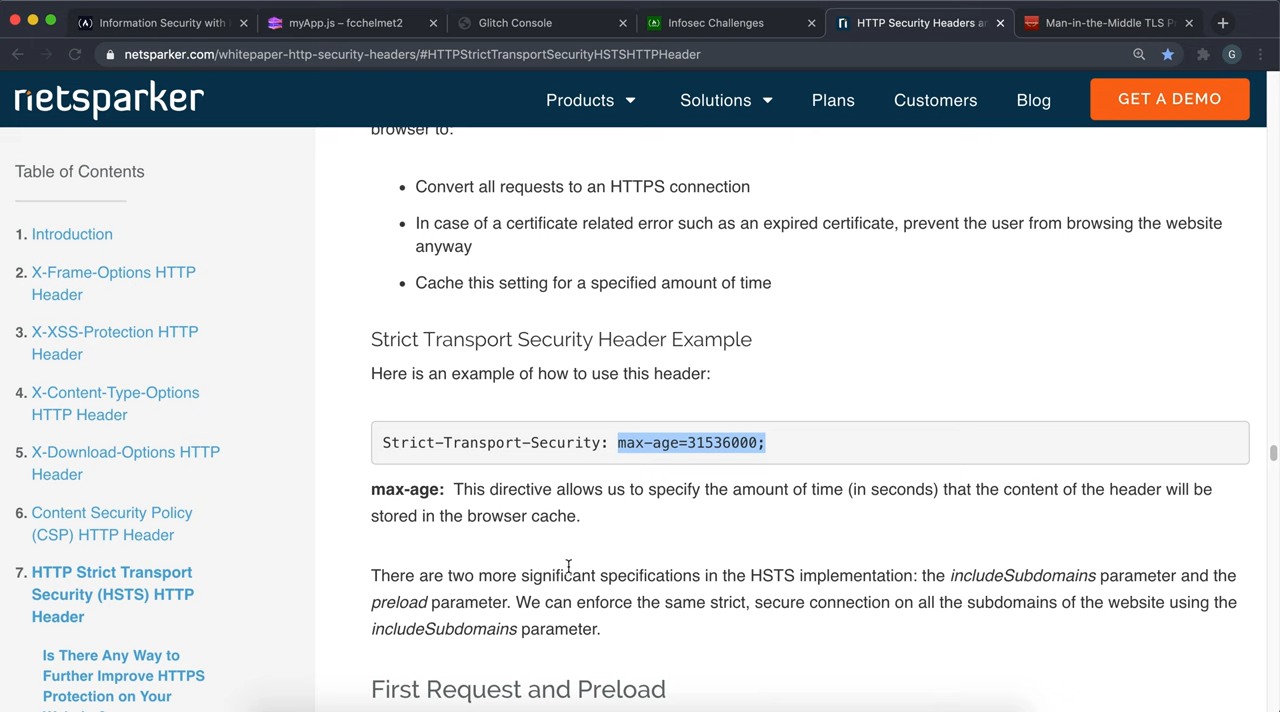 Information Security with
myApp.js – fcchelmet2
Glitch Console
Infosec Challenges
HTTP Security Headers a
Man-in-the-Middle TLS P
netsparker.com/whitepaper-http-security-headers/#HTTPStrictTransportSecurityHSTSHTTPHeader
G
netsparker
Products
Solutions
Plans
Customers
Blog
GET A DEMO
Table of Contents
1. Introduction
2. X-Frame-Options HTTP
Header
3. X-XSS-Protection HTTP
Header
4. X-Content-Type-Options
HTTP Header
5. X-Download-Options HTTP
Header
6. Content Security Policy
(CSP) HTTP Header
7. HTTP Strict Transport
Security (HSTS) HTTP
Header
Is There Any Way to
Further Improve HTTPS
Protection on Your
browser to:
• Convert all requests to an HTTPS connection
• In case of a certificate related error such as an expired certificate, prevent the user from browsing the website
anyway
• Cache this setting for a specified amount of time
Strict Transport Security Header Example
Here is an example of how to use this header:
Strict-Transport-Security: max-age=31536000;
max-age: This directive allows us to specify the amount of time (in seconds) that the content of the header will be
stored in the browser cache.
There are two more significant specifications in the HSTS implementation: the includeSubdomains parameter and the
preload parameter. We can enforce the same strict, secure connection on all the subdomains of the website using the
includeSubdomains parameter.
First Request and Preload